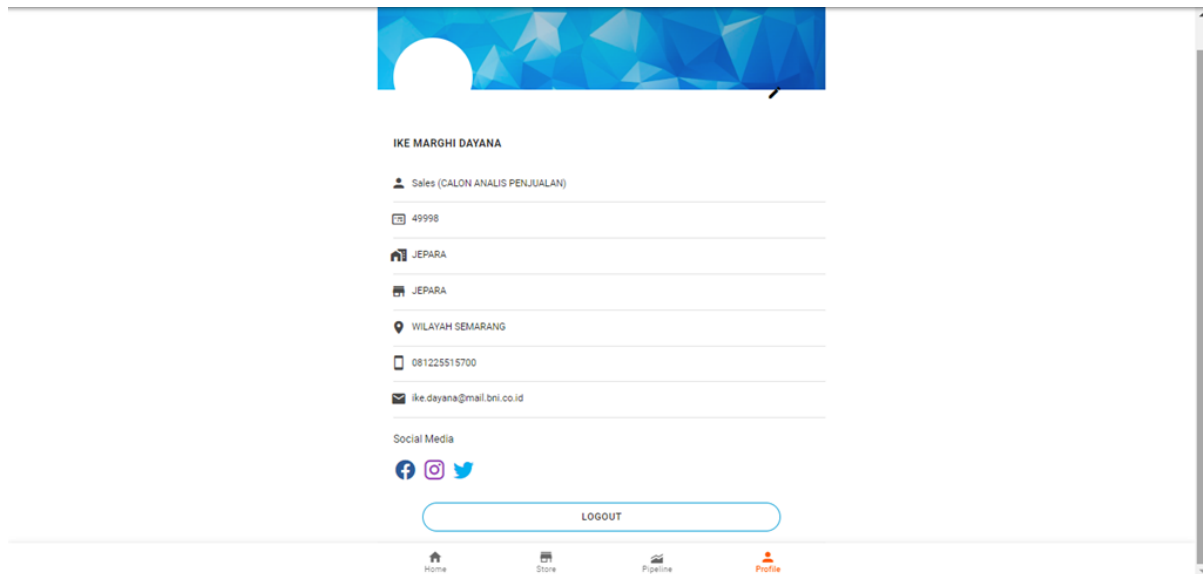 IKE MARGHI DAYANA
Sales (CALON ANALIS PENJUALAN)
49998
JEPARA
JEPARA
WILAYAH SEMARANG
081225515700
ike.dayana@mail.bni.co.id
Social Media
LOGOUT
Home Store Pipeline Profile